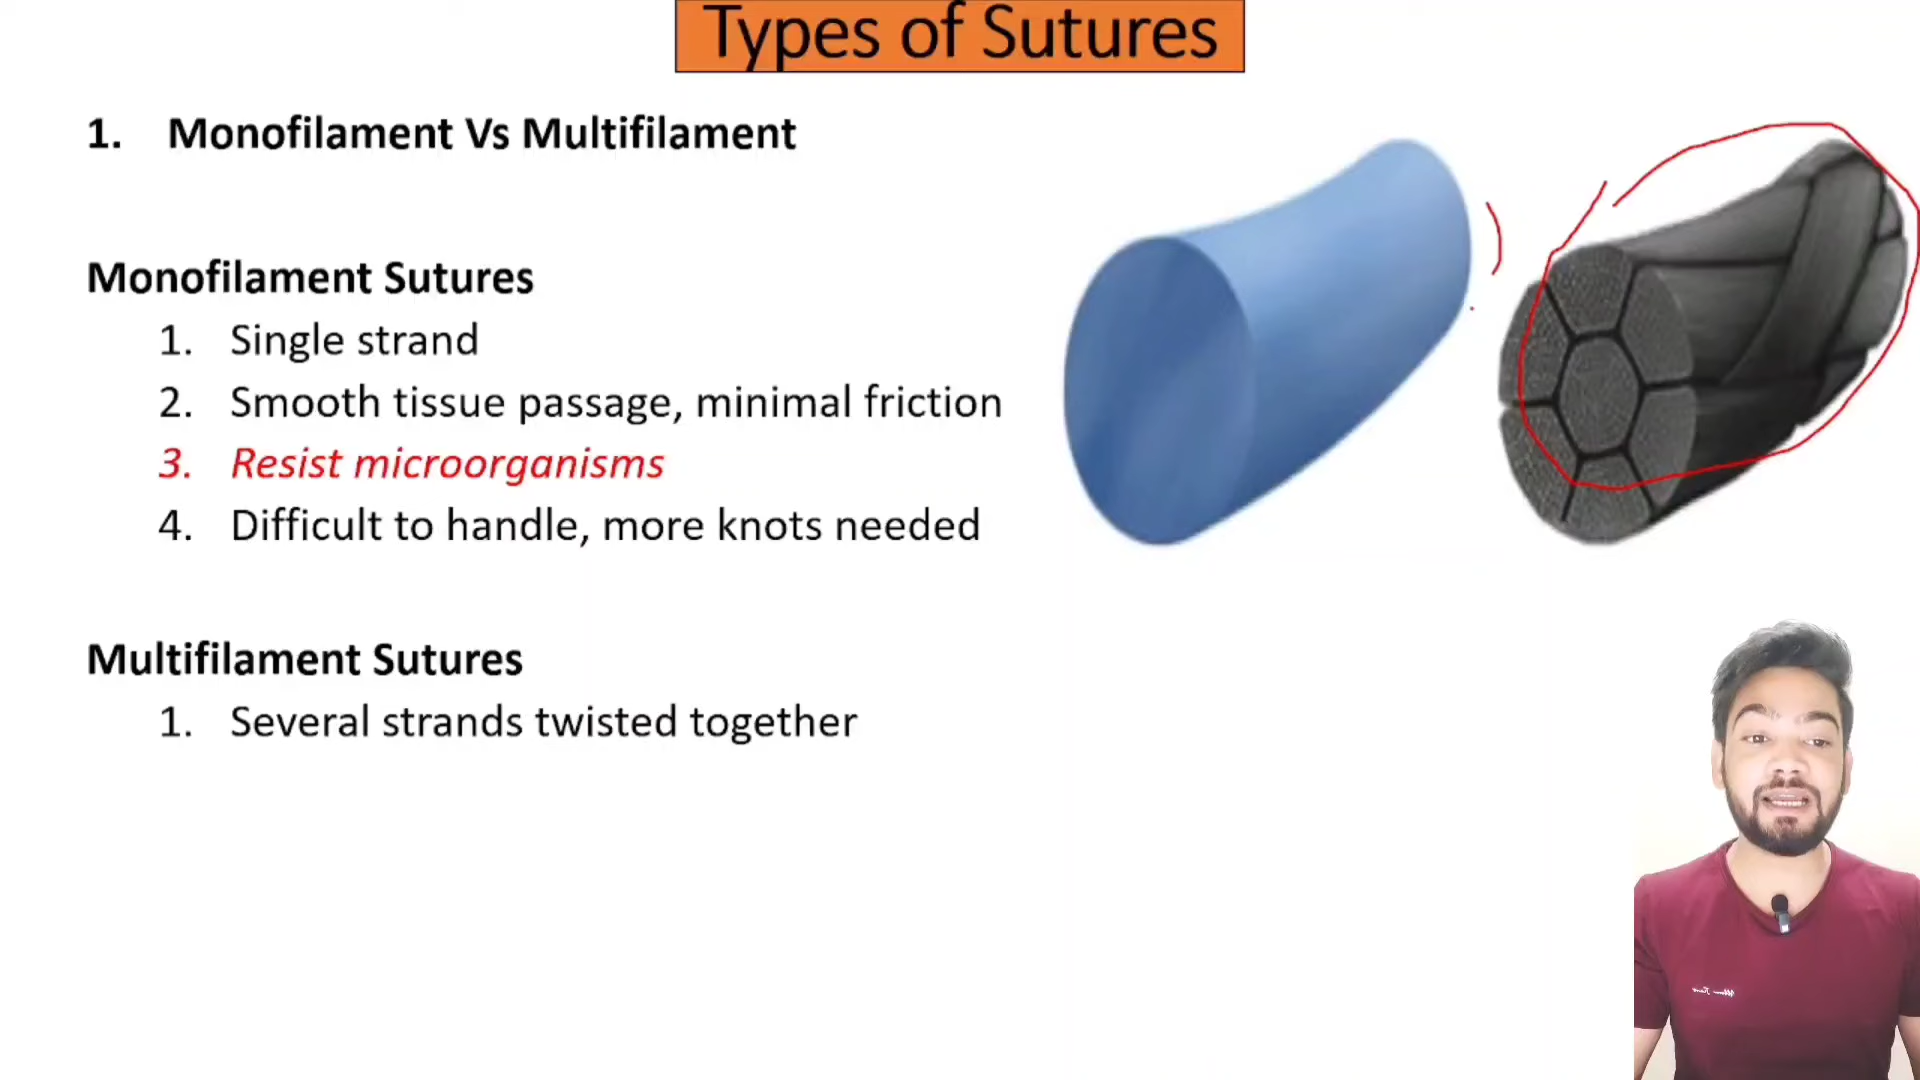 Types of Sutures
1. Monofilament Vs Multifilament
Monofilament Sutures
1. Single strand
2. Smooth tissue passage, minimal friction
3. Resist microorganisms
4. Difficult to handle, more knots needed
Multifilament Sutures
1. Several strands twisted together